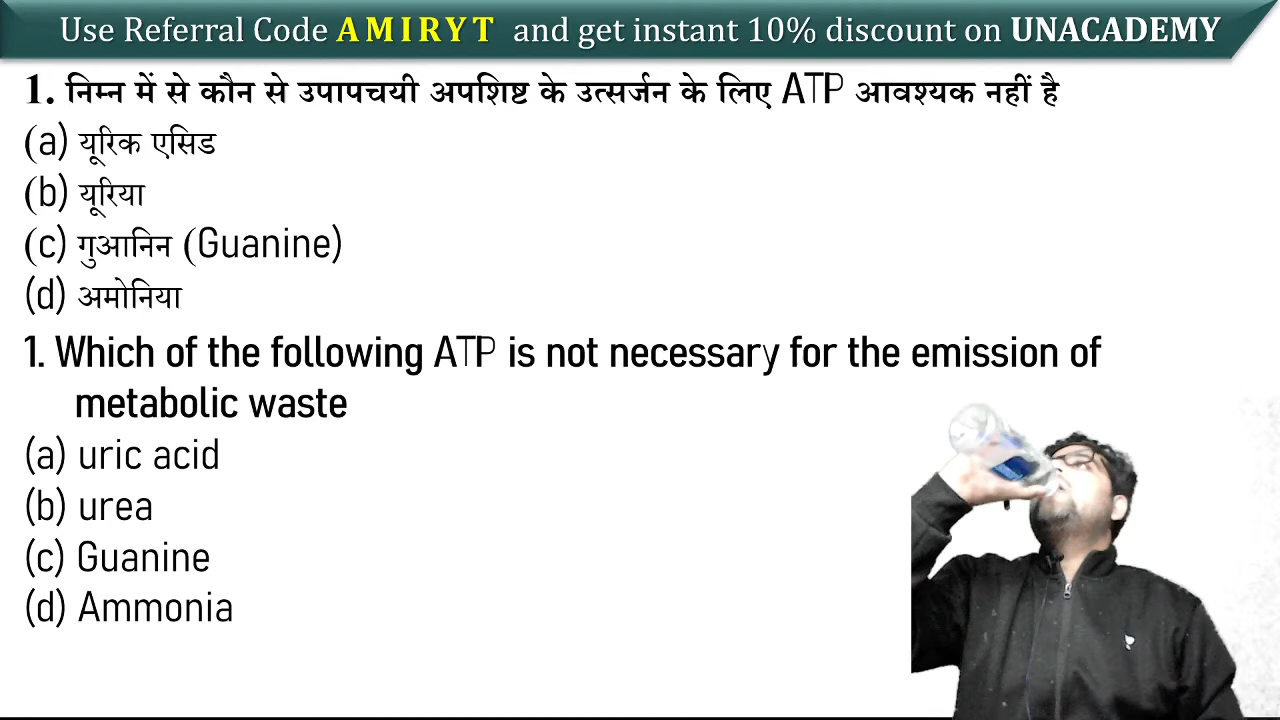 Use Referral Code AMIRYT and get instant 10% discount on UNACADEMY
1. निम्न में से कौन से उपापचयी अपशिष्ट के उत्सर्जन के लिए ATP आवश्यक नहीं है
(a) यूरिक एसिड
(b) यूरिया
(c) गुआनिन (Guanine)
(d) अमोनिया
1. Which of the following ATP is not necessary for the emission of
metabolic waste
(a) uric acid
(b) urea
(c) Guanine
(d) Ammonia